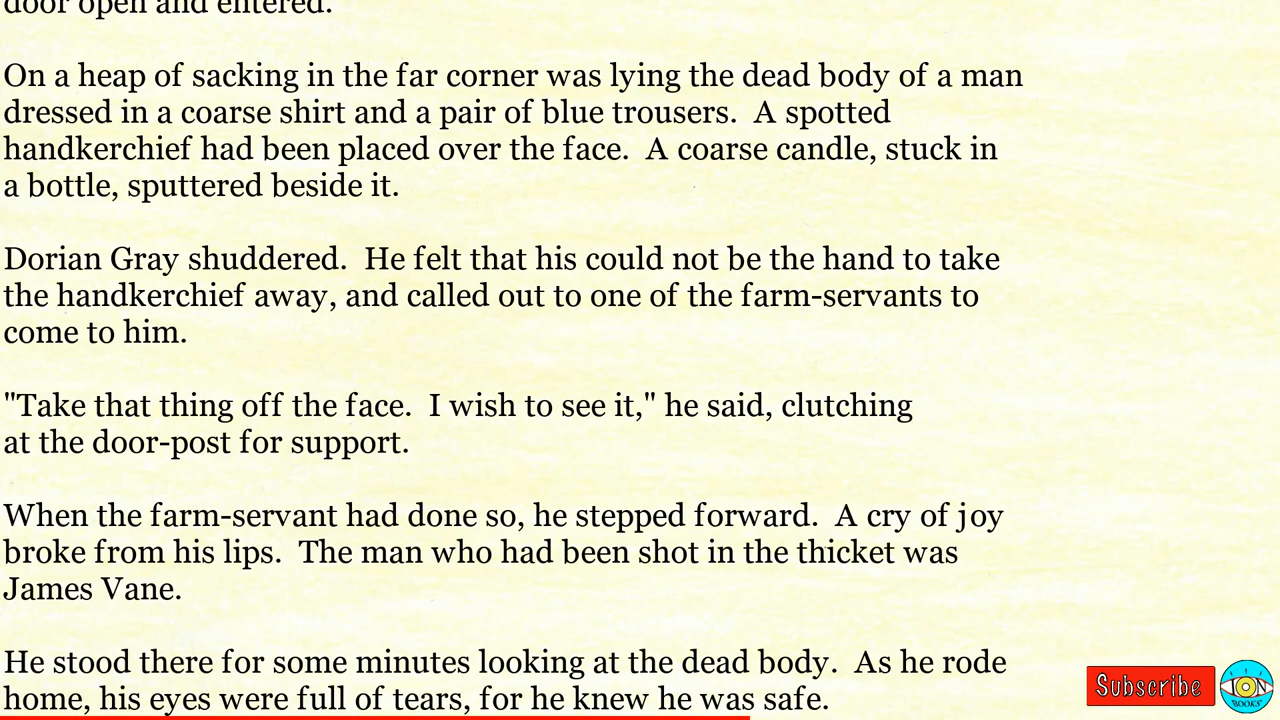 door open and entered.
On a heap of sacking in the far corner was lying the dead body of a man
dressed in a coarse shirt and a pair of blue trousers.  A spotted
handkerchief had been placed over the face.  A coarse candle, stuck in
a bottle, sputtered beside it.
Dorian Gray shuddered.  He felt that his could not be the hand to take
the handkerchief away, and called out to one of the farm-servants to
come to him.
"Take that thing off the face.  I wish to see it," he said, clutching
at the door-post for support.
When the farm-servant had done so, he stepped forward.  A cry of joy
broke from his lips.  The man who had been shot in the thicket was
James Vane.
He stood there for some minutes looking at the dead body.  As he rode
home, his eyes were full of tears, for he knew he was safe.
Subscribe
ION
BOOKS